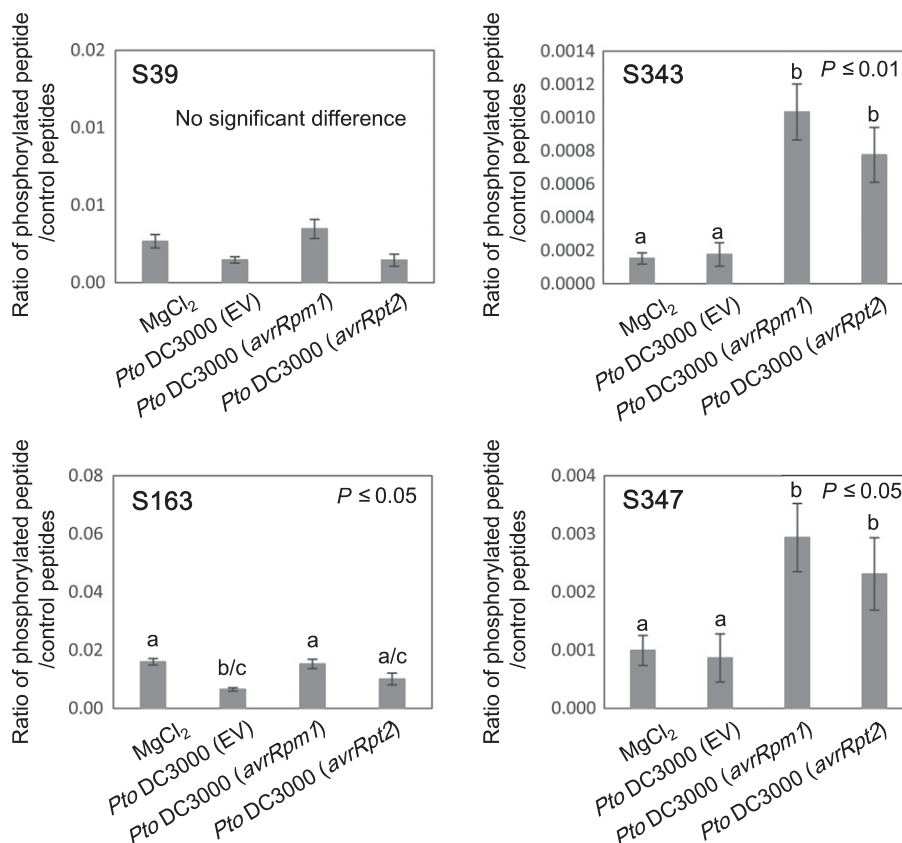 Ratio of phosphorylated peptide
/control peptides
0.02
0.01
0.01
0.00
S39
No significant difference
MgCl₂
Pto DC3000 (EV)
Pto DC3000 (avrRpm1)
Pto DC3000 (avrRpt2)
Ratio of phosphorylated peptide
/control peptides
0.0014
0.0012
0.0010
0.0008
0.0006
0.0004
0.0002
0.0000
S343
P ≤ 0.01
a
a
b
b
MgCl₂
Pto DC3000 (EV)
Pto DC3000 (avrRpm1)
Pto DC3000 (avrRpt2)
Ratio of phosphorylated peptide
/control peptides
0.08
0.06
0.04
0.02
0.00
S163
P ≤ 0.05
a
b/c
a
a/c
MgCl₂
Pto DC3000 (EV)
Pto DC3000 (avrRpm1)
Pto DC3000 (avrRpt2)
Ratio of phosphorylated peptide
/control peptides
0.004
0.003
0.002
0.001
0.000
S347
P ≤ 0.05
a
a
b
b
MgCl₂
Pto DC3000 (EV)
Pto DC3000 (avrRpm1)
Pto DC3000 (avrRpt2)